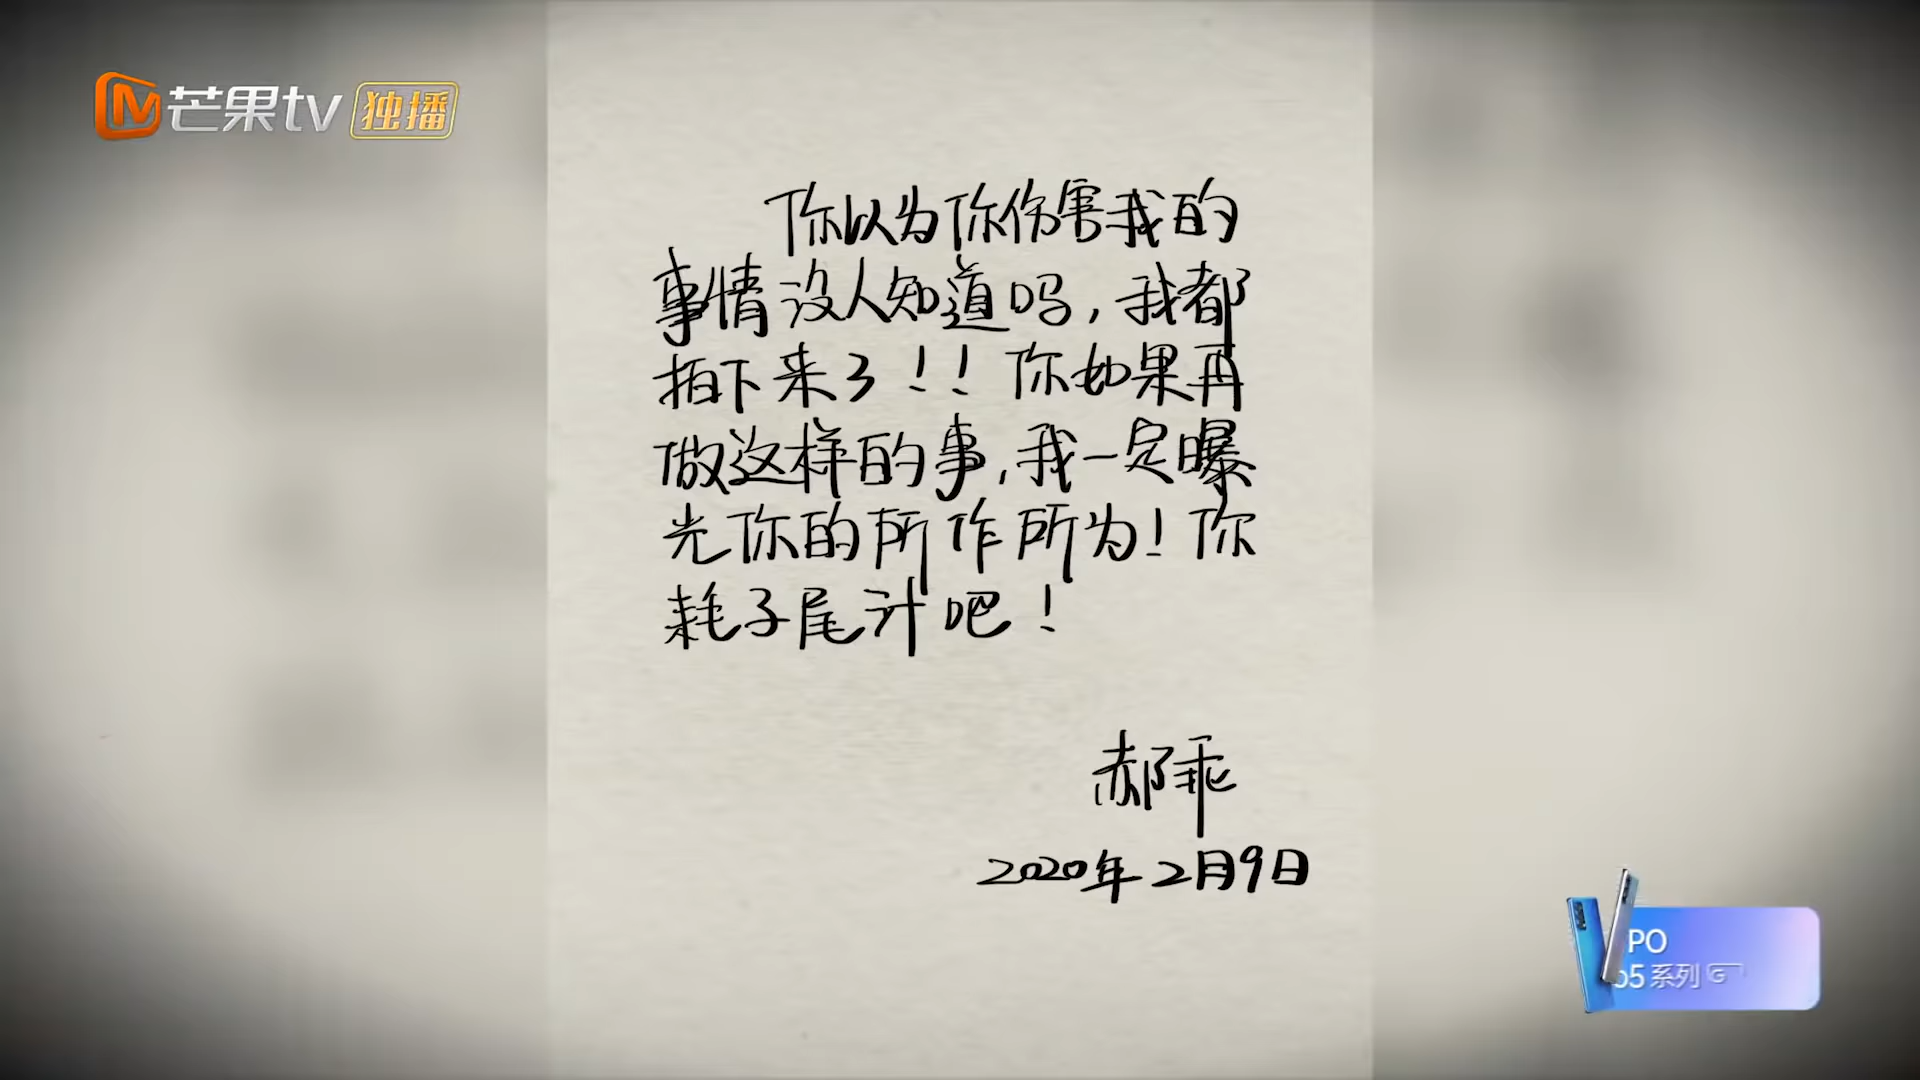 芒果tv 独播
你以为你伤害我的
事情没人知道吗，我都
拍下来了！！你如果再
做这样的事，我一定曝
光你的所作所为！你
耗子尾汁吧！
郝乖
2020年2月9日
PO
o5系列 G